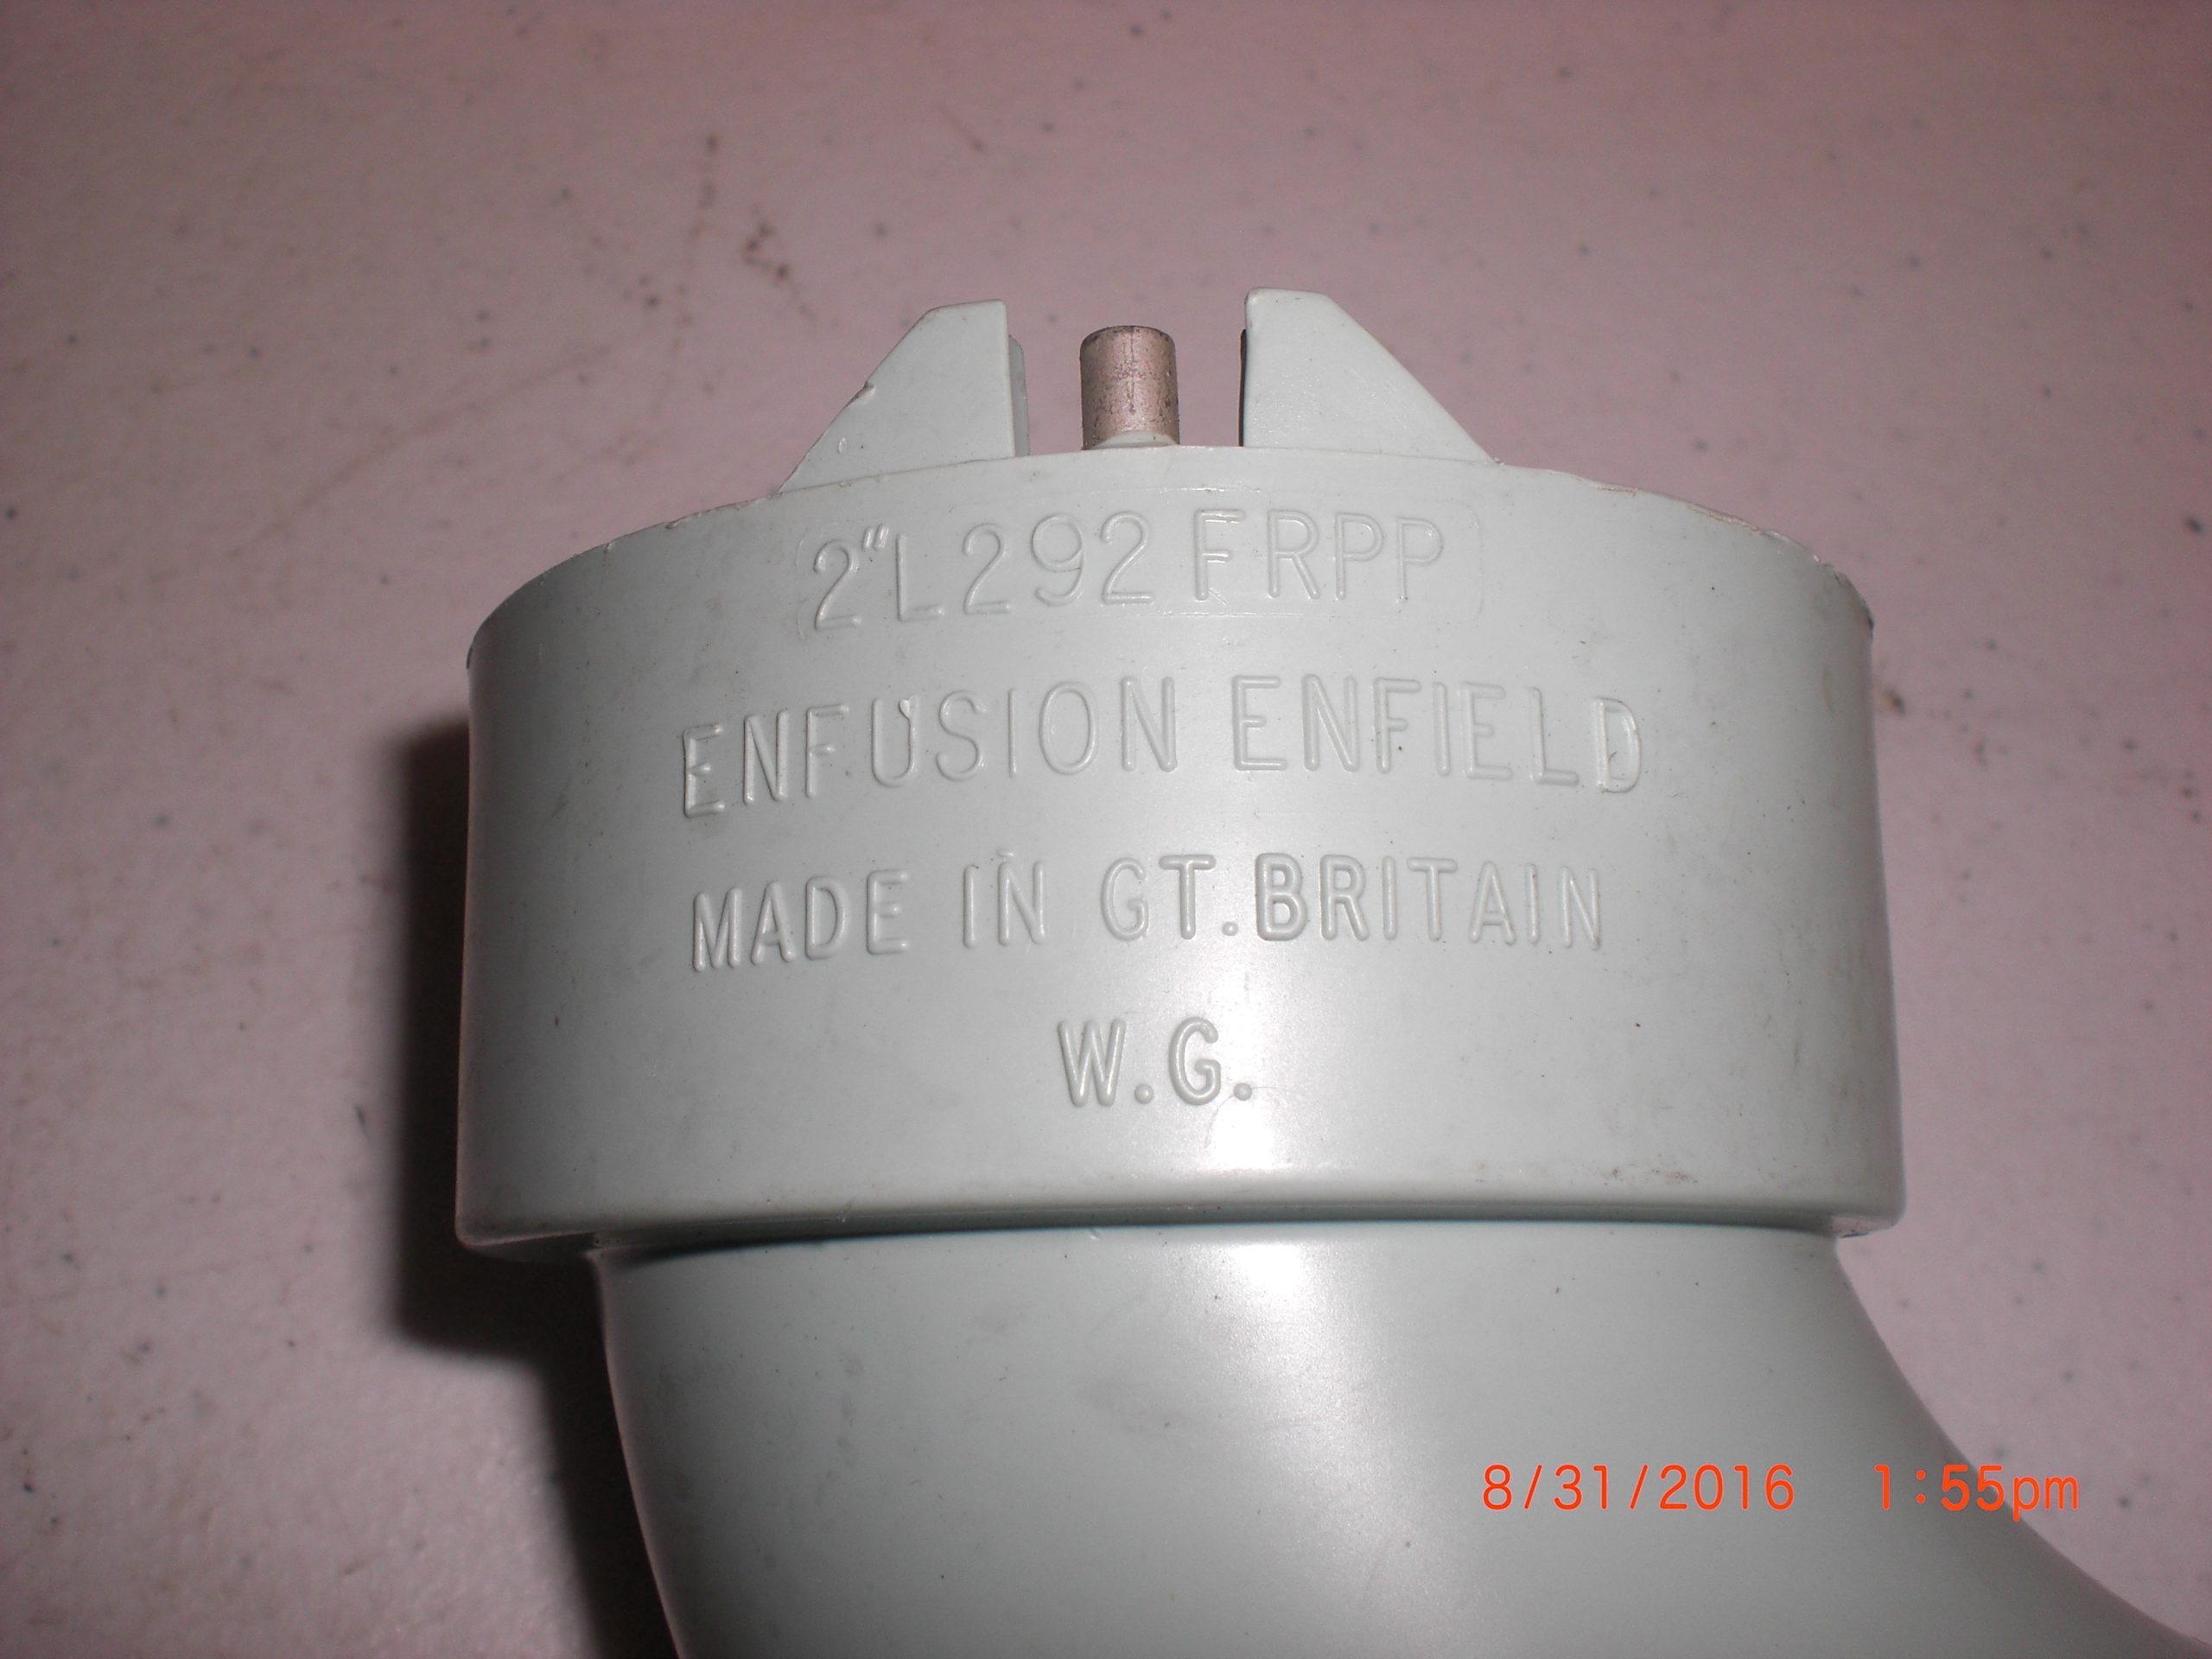 2"L292 FRPP
ENFUSION ENFIELD
MADE IN GT.BRITAIN
W.G.
8/31/2016 1:55pm